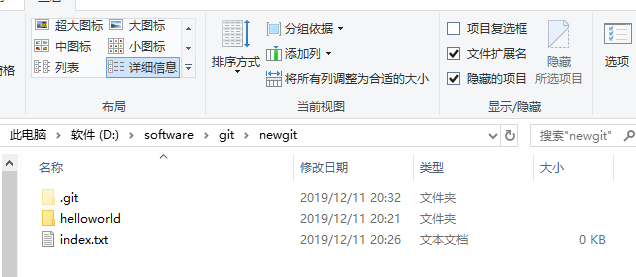 超大图标 大图标 分组依据 项目复选框
中图标 小图标 添加列 文件扩展名
窗格 列表 详细信息 排序方式 将所有列调整为合适的大小 隐藏的项目 隐藏 所选项目 选项
布局 当前视图 显示/隐藏
此电脑 软件 (D:) software git newgit 搜索"newgit"
名称 修改日期 类型 大小
.git 2019/12/11 20:32 文件夹
helloworld 2019/12/11 20:21 文件夹
index.txt 2019/12/11 20:26 文本文档 0 KB